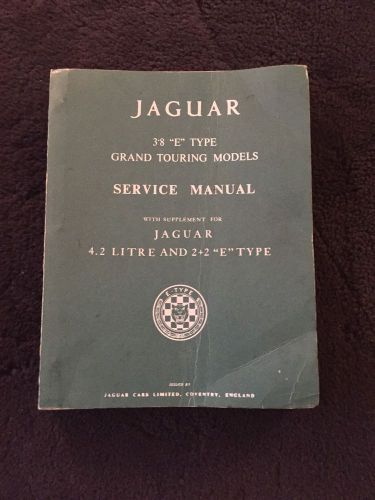 JAGUAR
3·8 "E" TYPE
GRAND TOURING MODELS
SERVICE MANUAL
WITH SUPPLEMENT FOR
JAGUAR
4.2 LITRE AND 2+2 "E" TYPE
E-TYPE
ISSUED BY
JAGUAR CARS LIMITED, COVENTRY, ENGLAND